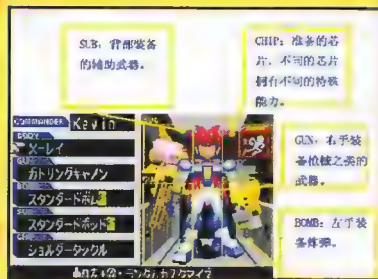 SUB：背部装备
的辅助武器。
CHIP：准备的芯
片，不同的芯片
拥有不同的特殊
能力。
GUN：右手装
备枪械之类的
武器。
BOMB：左手装
备炸弹。
COMMANDER Kevin
BODY
X-レイ
ガトリングキャノン
スタンダードボム
スタンダードポッド
ショルダータックル